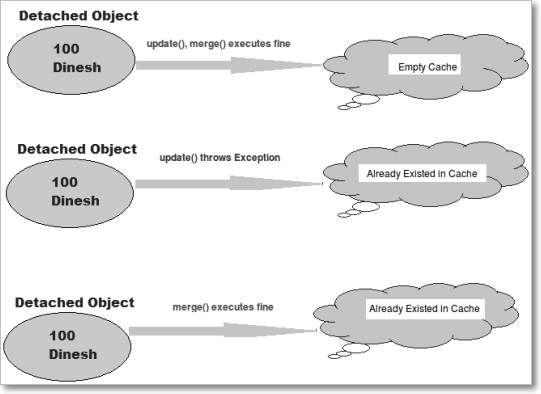 Detached Object
100
Dinesh
update(), merge() executes fine
Empty Cache
Detached Object
100
Dinesh
update() throws Exception
Already Existed in Cache
Detached Object
100
Dinesh
merge() executes fine
Already Existed in Cache